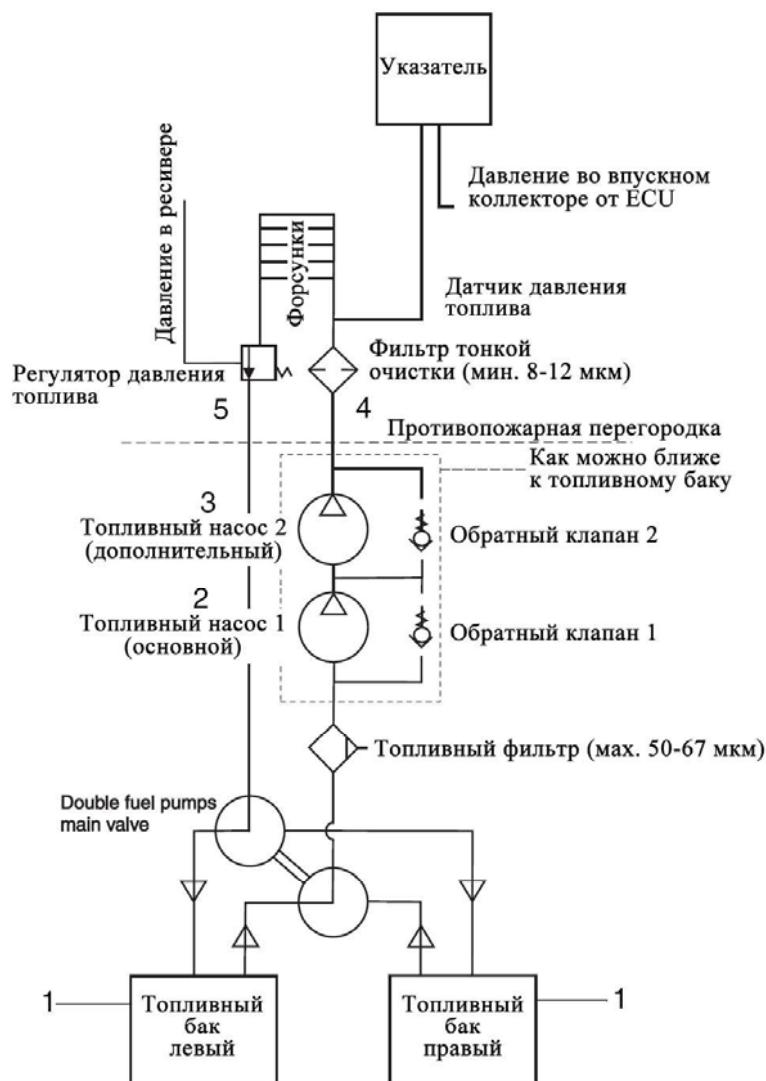 Указатель
Давление во впускном
коллекторе от ECU
Давление в ресивере
Форсунки
Датчик давления
топлива
Фильтр тонкой
очистки (мин. 8-12 мкм)
Регулятор давления
топлива
5
4
Противопожарная перегородка
Как можно ближе
к топливному баку
3
Топливный насос 2
(дополнительный)
Обратный клапан 2
2
Топливный насос 1
(основной)
Обратный клапан 1
Топливный фильтр (мах. 50-67 мкм)
Double fuel pumps
main valve
1
Топливный
бак
левый
Топливный
бак
правый
1